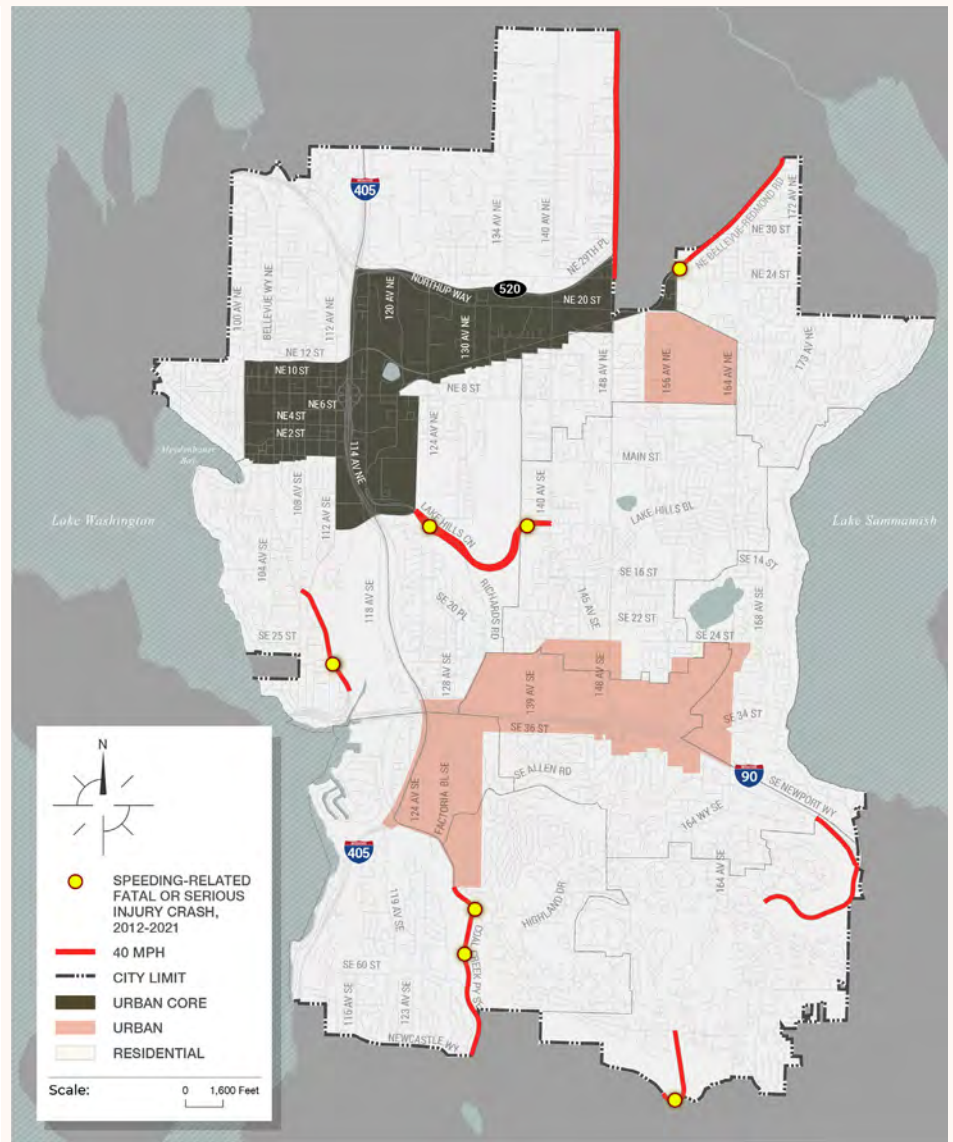 405
134 AV NE
140 AV NE
172 AV NE
NE BELLEVUE-REDMOND RD
NE 30 ST
NE 24 ST
NE 29TH PL
100 AV NE
BELLEVUE WY NE
112 AV NE
120 AV NE
NORTHUP WAY
520
NE 20 ST
130 AV NE
NE 12 ST
NE10 ST
148 AV NE
156 AV NE
164 AV NE
173 AV NE
NE 8 ST
NE6 ST
NE4 ST
NE2 ST
124 AV NE
114 AV NE
Meydenbauer
Bay
MAIN ST
108 AV SE
112 AV SE
LAKE HILLS CN
140 AV SE
LAKE HILLS BL
Lake Washington
Lake Sammamish
104 AV SE
118 AV SE
SE 20 PL
RICHARDS RD
SE 16 ST
SE 14 ST
145 AV SE
SE 22 ST
168 AV SE
SE 25 ST
SE 24 ST
128 AV SE
139 AV SE
148 AV SE
SE 36 ST
SE 34 ST
SE ALLEN RD
90
SE NEWPORT WY
124 AV SE
FACTORIA BL SE
164 WY SE
405
164 AV SE
119 AV SE
HIGHLAND DR
COAL CREEK PY SE
SE 60 ST
116 AV SE
123 AV SE
NEWCASTLE WY
N
SPEEDING-RELATED
FATAL OR SERIOUS
INJURY CRASH,
2012-2021
40 MPH
CITY LIMIT
URBAN CORE
URBAN
RESIDENTIAL
Scale:
0 1,600 Feet